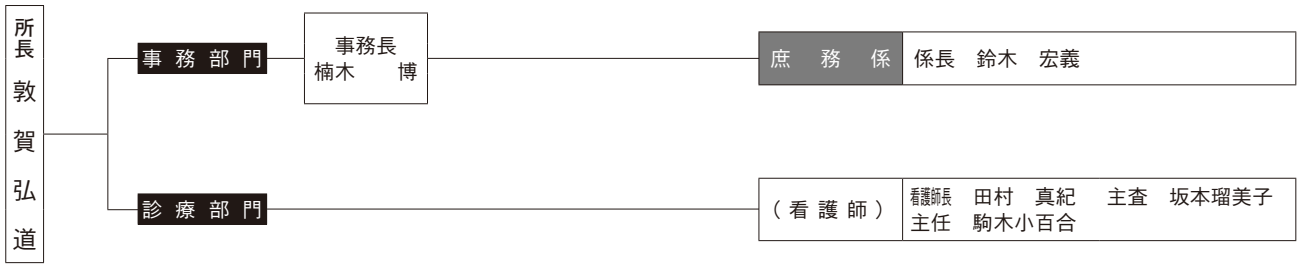 所長 敦賀弘道
事務部門
事務長
楠木　　博
庶務係
係長　鈴木　宏義
診療部門
（看護師）
看護師長　田村　真紀　　主査　坂本瑠美子
主任　駒木小百合